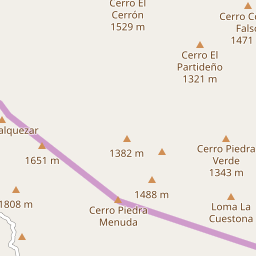 Cerro El
Cerrón
1529 m
Cerro C
Falso
1471
Cerro El
Partideño
1321 m
alquezar
1651 m
1382 m
Cerro Piedra
Verde
1343 m
1488 m
1808 m
Cerro Piedra
Menuda
Loma La
Cuestona